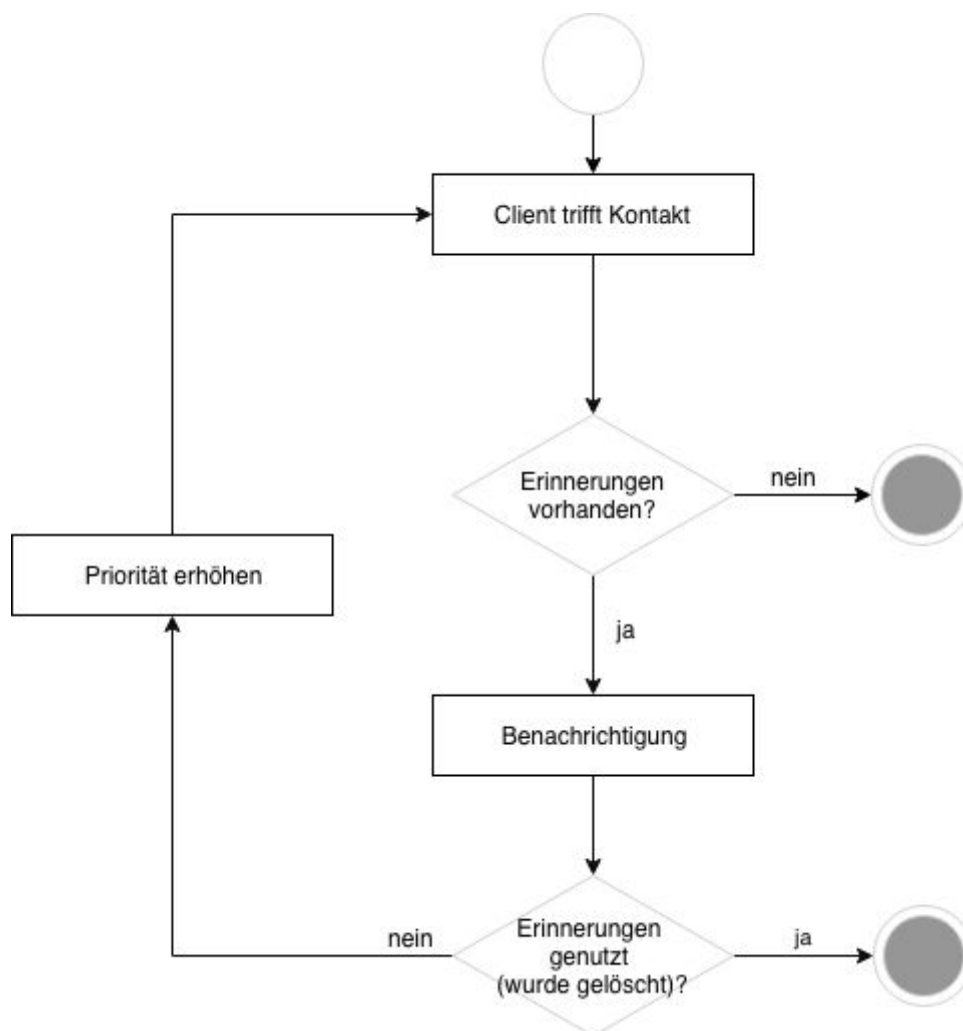 Client trifft Kontakt
Erinnerungen
vorhanden?
nein
Priorität erhöhen
ja
Benachrichtigung
Erinnerungen
genutzt
(wurde gelöscht)?
nein
ja